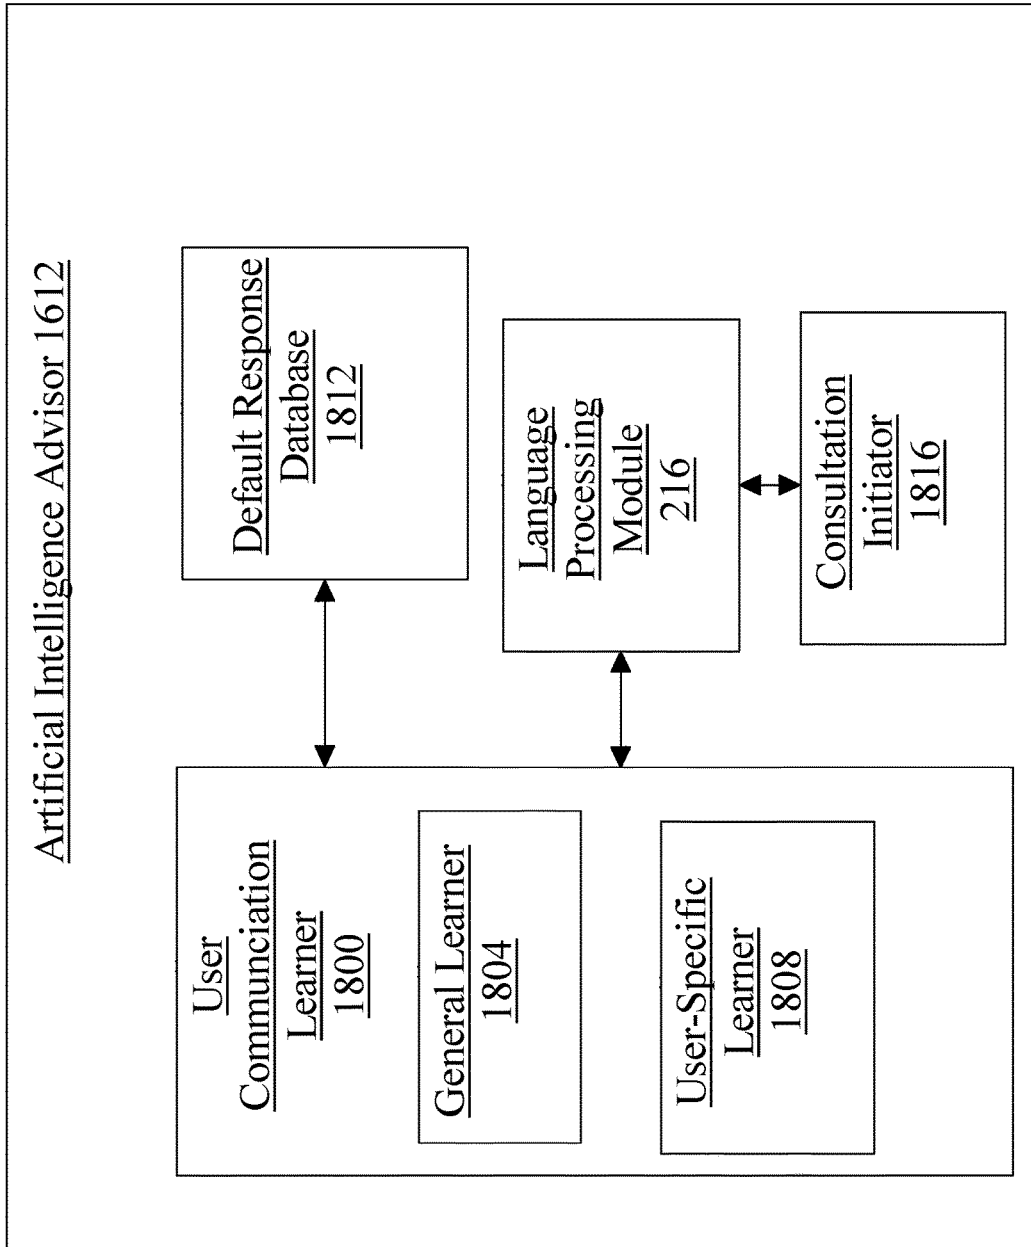 Artificial Intelligence Advisor 1612
User
Communciation
Learner
1800
General Learner
1804
User-Specific
Learner
1808
Default Response
Database
1812
Language
Processing
Module
216
Consultation
Initiator
1816